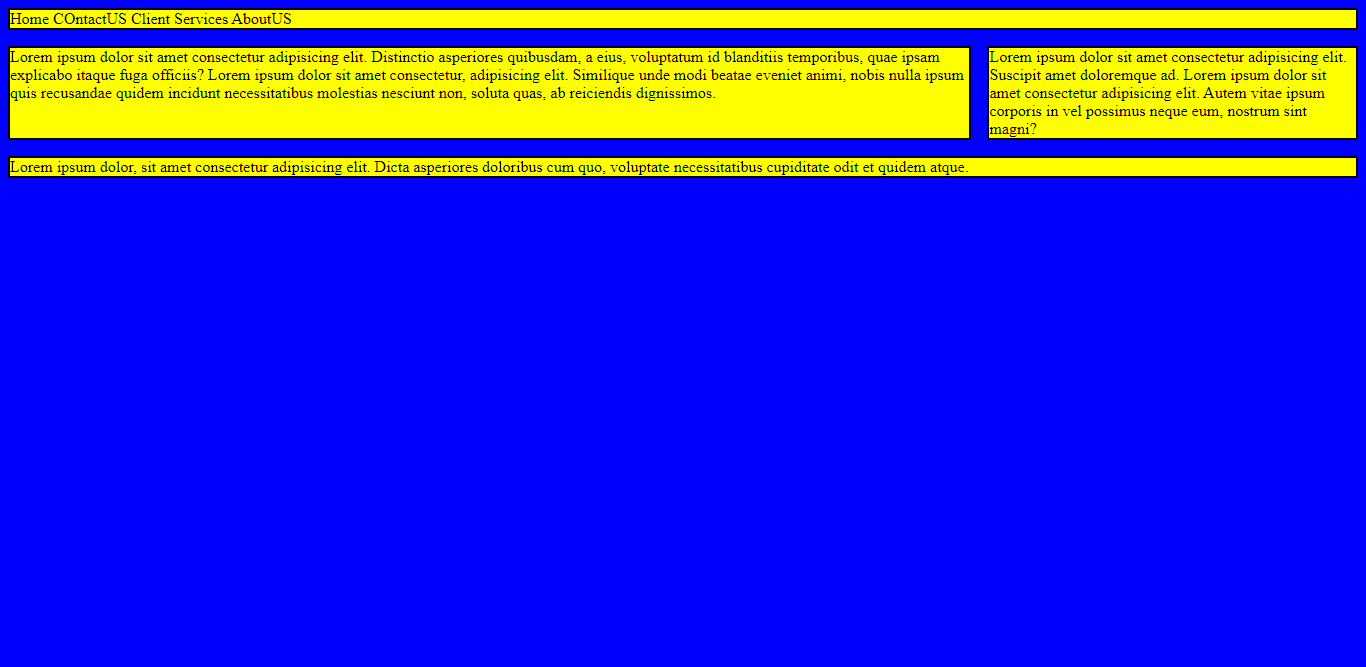 Home COntactUS Client Services AboutUS
Lorem ipsum dolor sit amet consectetur adipisicing elit. Distinctio asperiores quibusdam, a eius, voluptatum id blanditiis temporibus, quae ipsam
explicabo itaque fuga officiis? Lorem ipsum dolor sit amet consectetur, adipisicing elit. Similique unde modi beatae eveniet animi, nobis nulla ipsum
quis recusandae quidem incidunt necessitatibus molestias nesciunt non, soluta quas, ab reiciendis dignissimos.
Lorem ipsum dolor sit amet consectetur adipisicing elit.
Suscipit amet doloremque ad. Lorem ipsum dolor sit
amet consectetur adipisicing elit. Autem vitae ipsum
corporis in vel possimus neque eum, nostrum sint
magni?
Lorem ipsum dolor, sit amet consectetur adipisicing elit. Dicta asperiores doloribus cum quo, voluptate necessitatibus cupiditate odit et quidem atque.